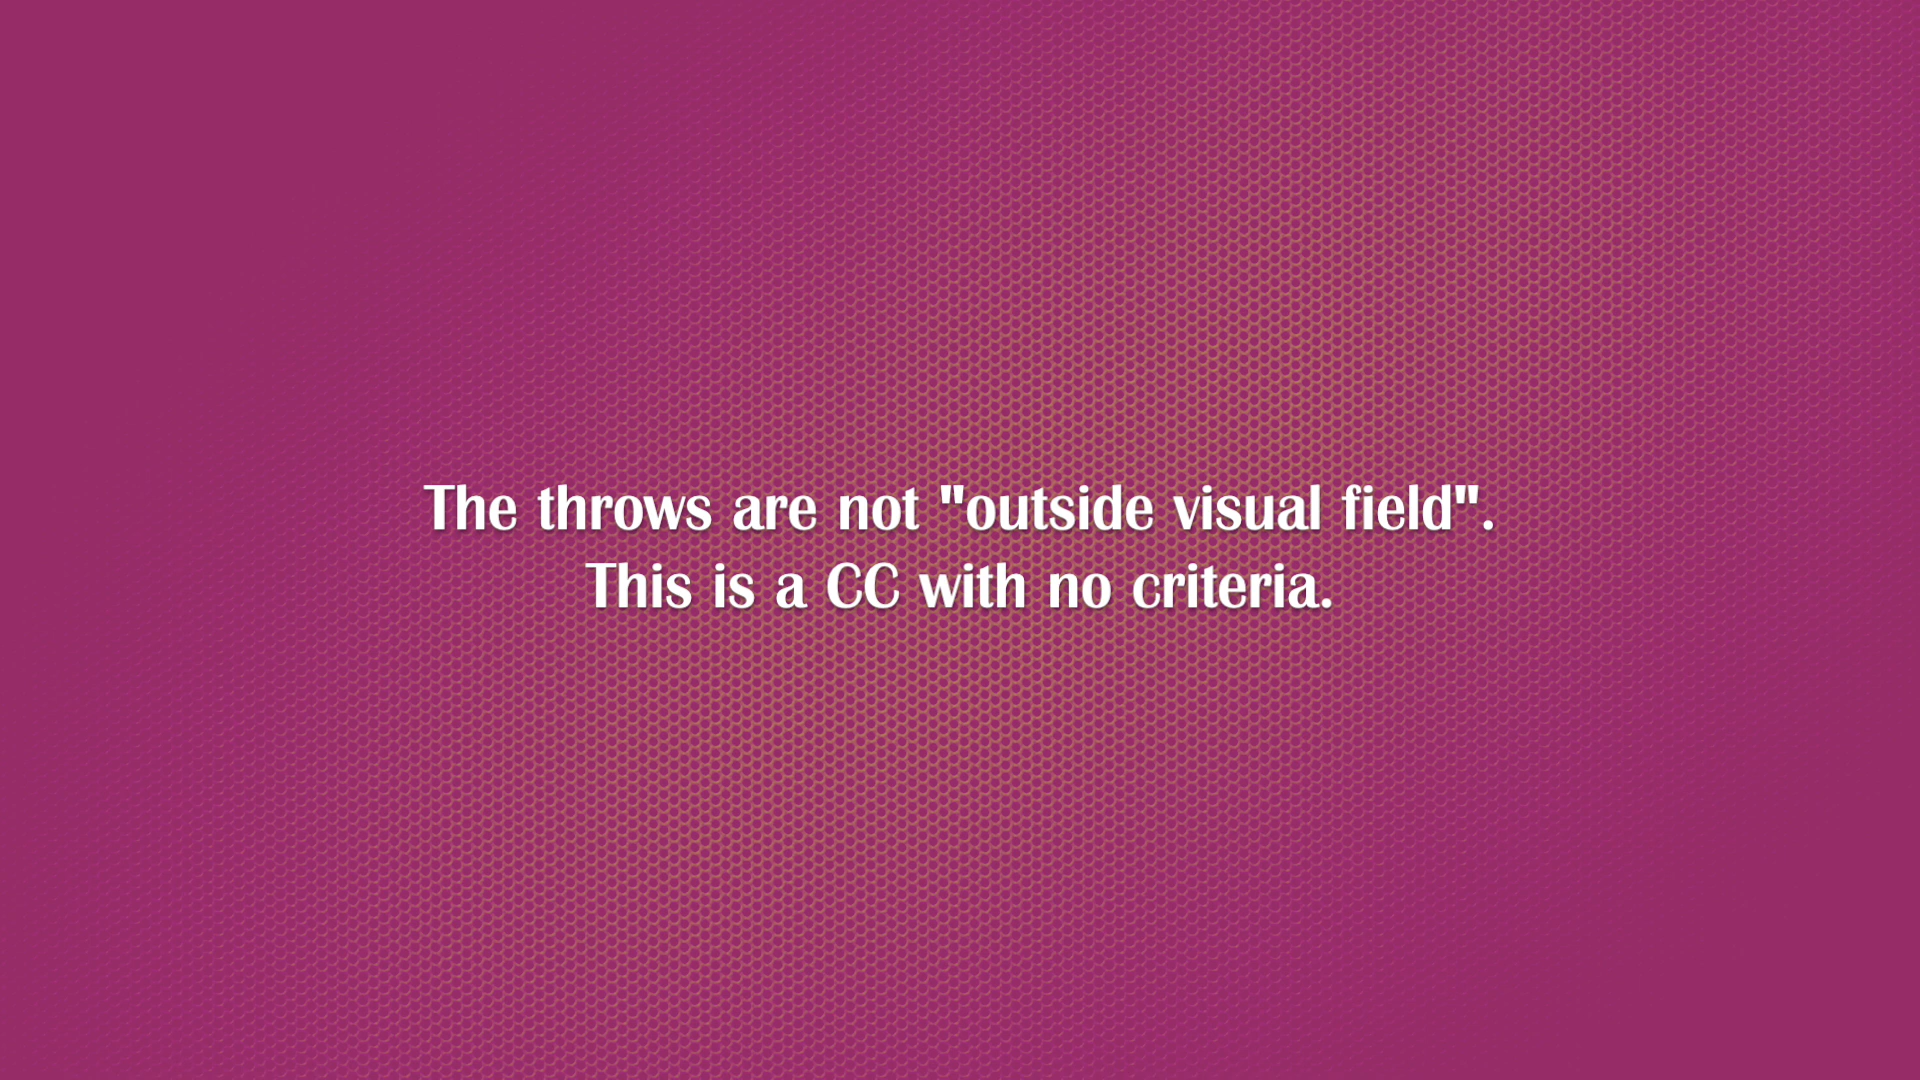 The throws are not "outside visual field".
This is a CC with no criteria.